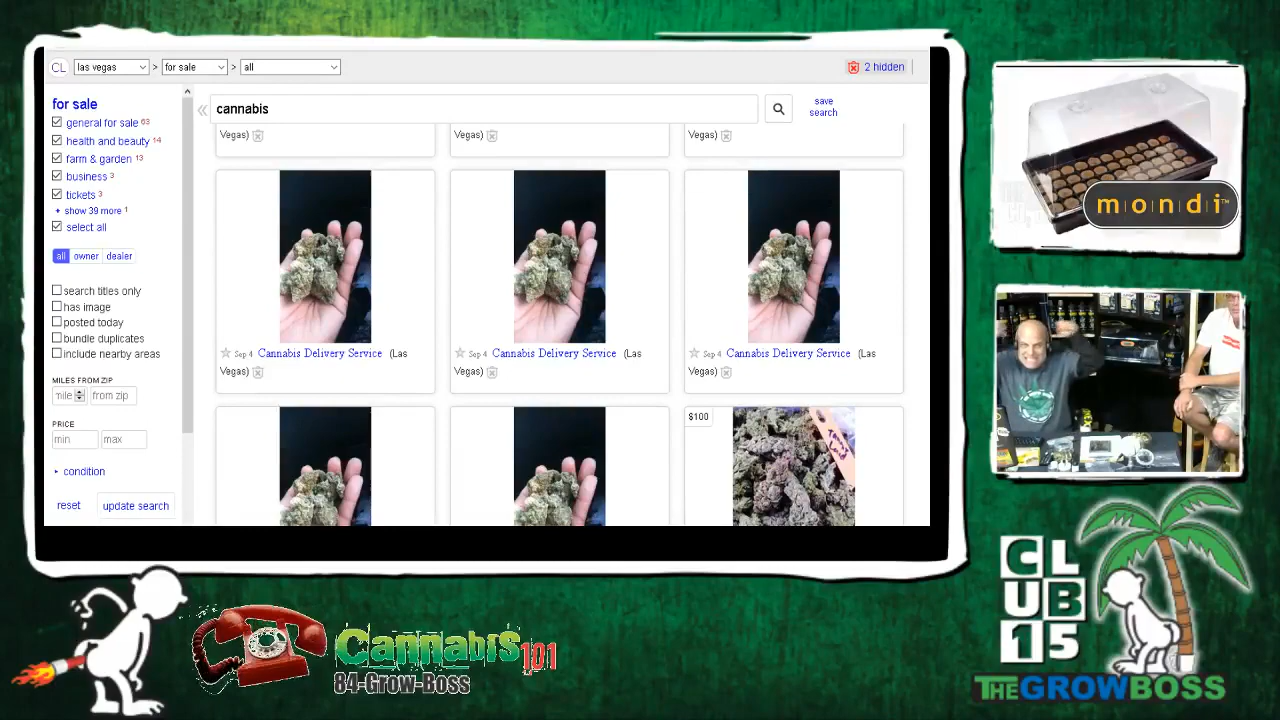 CL las vegas > for sale > all 2 hidden
for sale
cannabis
save search
general for sale 63
health and beauty 14
farm & garden 13
business 3
tickets 3
+ show 39 more 1
select all
all owner dealer
search titles only
has image
posted today
bundle duplicates
include nearby areas
MILES FROM ZIP
mile from zip
PRICE
min max
condition
reset update search
Vegas) Vegas) Vegas)
Sep 4 Cannabis Delivery Service (Las
Vegas)
Sep 4 Cannabis Delivery Service (Las
Vegas)
Sep 4 Cannabis Delivery Service (Las
Vegas)
$100
mondi™
CLUB
15
THEGROWBOSS
Cannabis 101
84-Grow-Boss